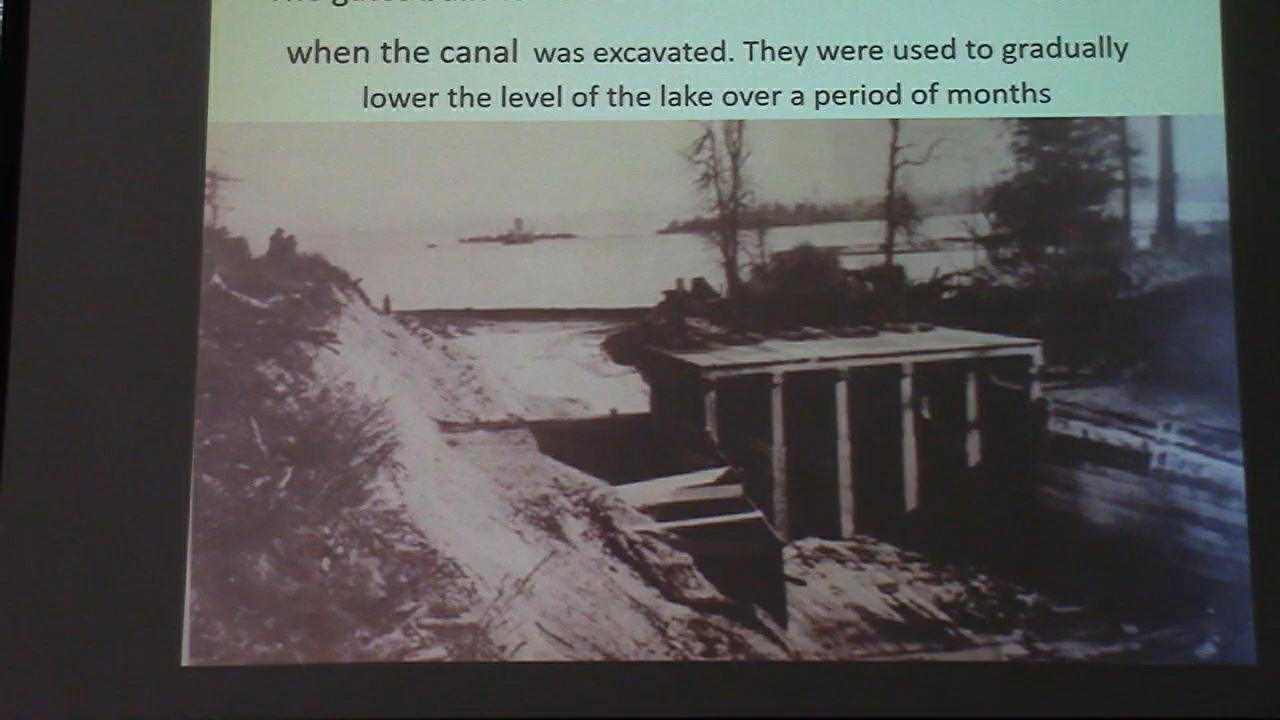 when the canal was excavated. They were used to gradually
lower the level of the lake over a period of months